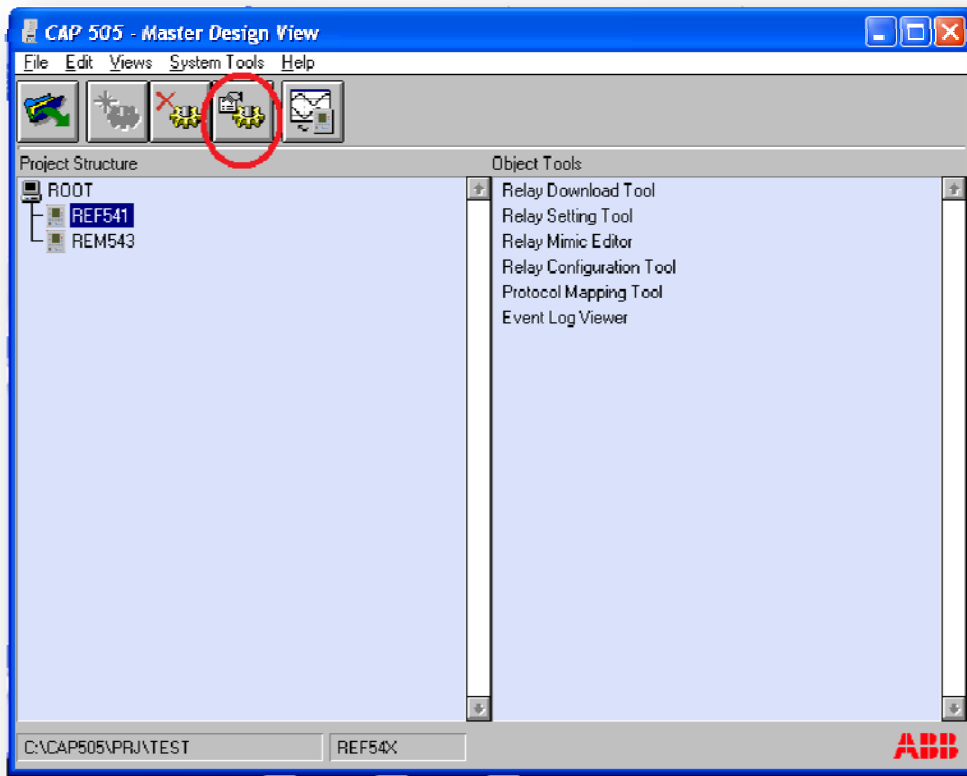 CAP 505 - Master Design View
File Edit Views System Tools Help
Project Structure
Object Tools
ROOT
REF541
REM543
Relay Download Tool
Relay Setting Tool
Relay Mimic Editor
Relay Configuration Tool
Protocol Mapping Tool
Event Log Viewer
C:\CAP505\PRJ\TEST
REF54X
ABB